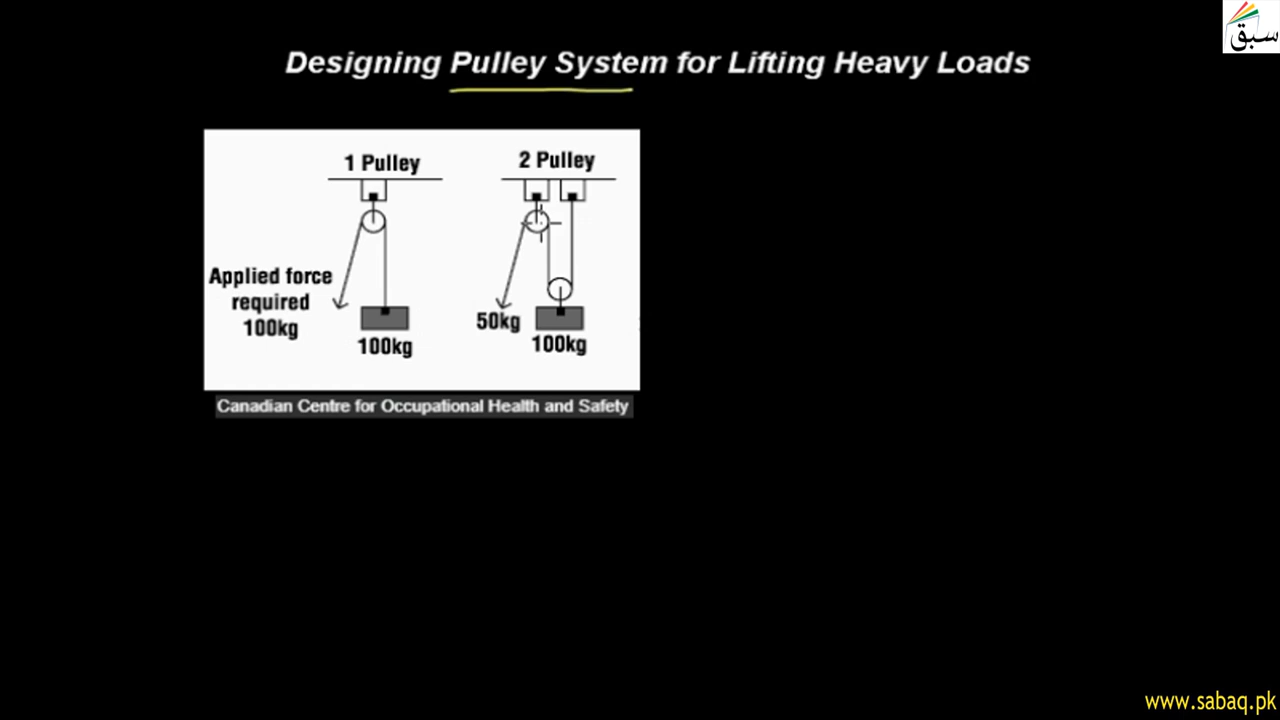 سبق
Designing Pulley System for Lifting Heavy Loads
1 Pulley
2 Pulley
Applied force
required
100kg
100kg
50kg
100kg
Canadian Centre for Occupational Health and Safety
www.sabaq.pk